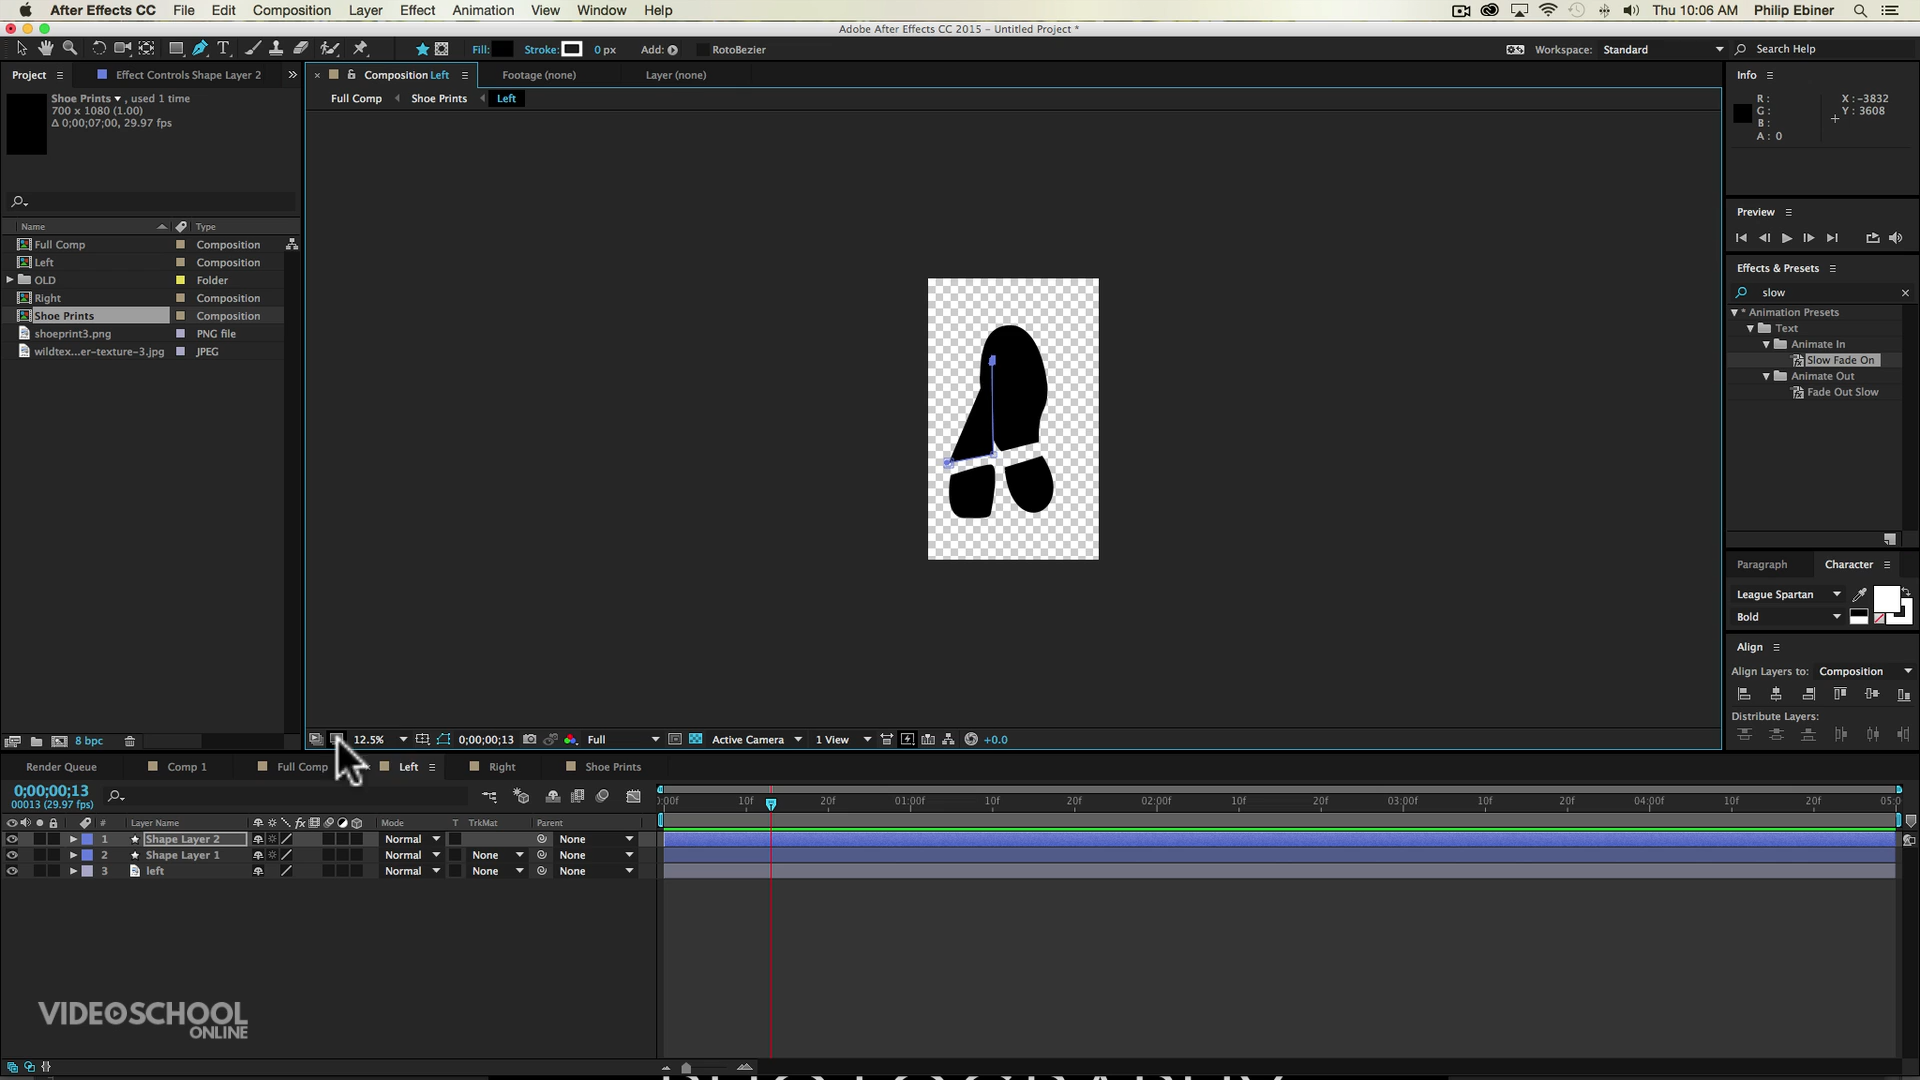 After Effects CC File Edit Composition Layer Effect Animation View Window Help Thu 10:06 AM Philip Ebiner
Adobe After Effects CC 2015 - Untitled Project *
T Fill: Stroke: 0 px Add: RotoBezier Workspace: Standard Search Help
Project Effect Controls Shape Layer 2 Composition Left Footage (none) Layer (none) Info
Full Comp Shoe Prints Left
Shoe Prints , used 1 time
700 x 1080 (1.00)
Δ 0;00;07;00, 29.97 fps
R: X : -3832
G: Y : 3608
B:
A: 0
Preview
Name Type
Full Comp Composition
Left Composition
OLD Folder
Right Composition
Shoe Prints Composition
shoeprint3.png PNG file
wildtex...er-texture-3.jpg JPEG
Effects & Presets
slow
* Animation Presets
Text
Animate In
Slow Fade On
Animate Out
Fade Out Slow
Paragraph Character
League Spartan
Bold
Align
Align Layers to: Composition
Distribute Layers:
8 bpc 12.5% 0;00;00;13 Full Active Camera 1 View +0.0
Render Queue Comp 1 Full Comp Left Right Shoe Prints
0;00;00;13
00013 (29.97 fps)
:00f 10f 20f 01:00f 10f 20f 02:00f 10f 20f 03:00f 10f 20f 04:00f 10f 20f 05:0
# Layer Name fx Mode T TrkMat Parent
1 Shape Layer 2 Normal None
2 Shape Layer 1 Normal None None
3 left Normal None None
VIDEOSCHOOL
ONLINE